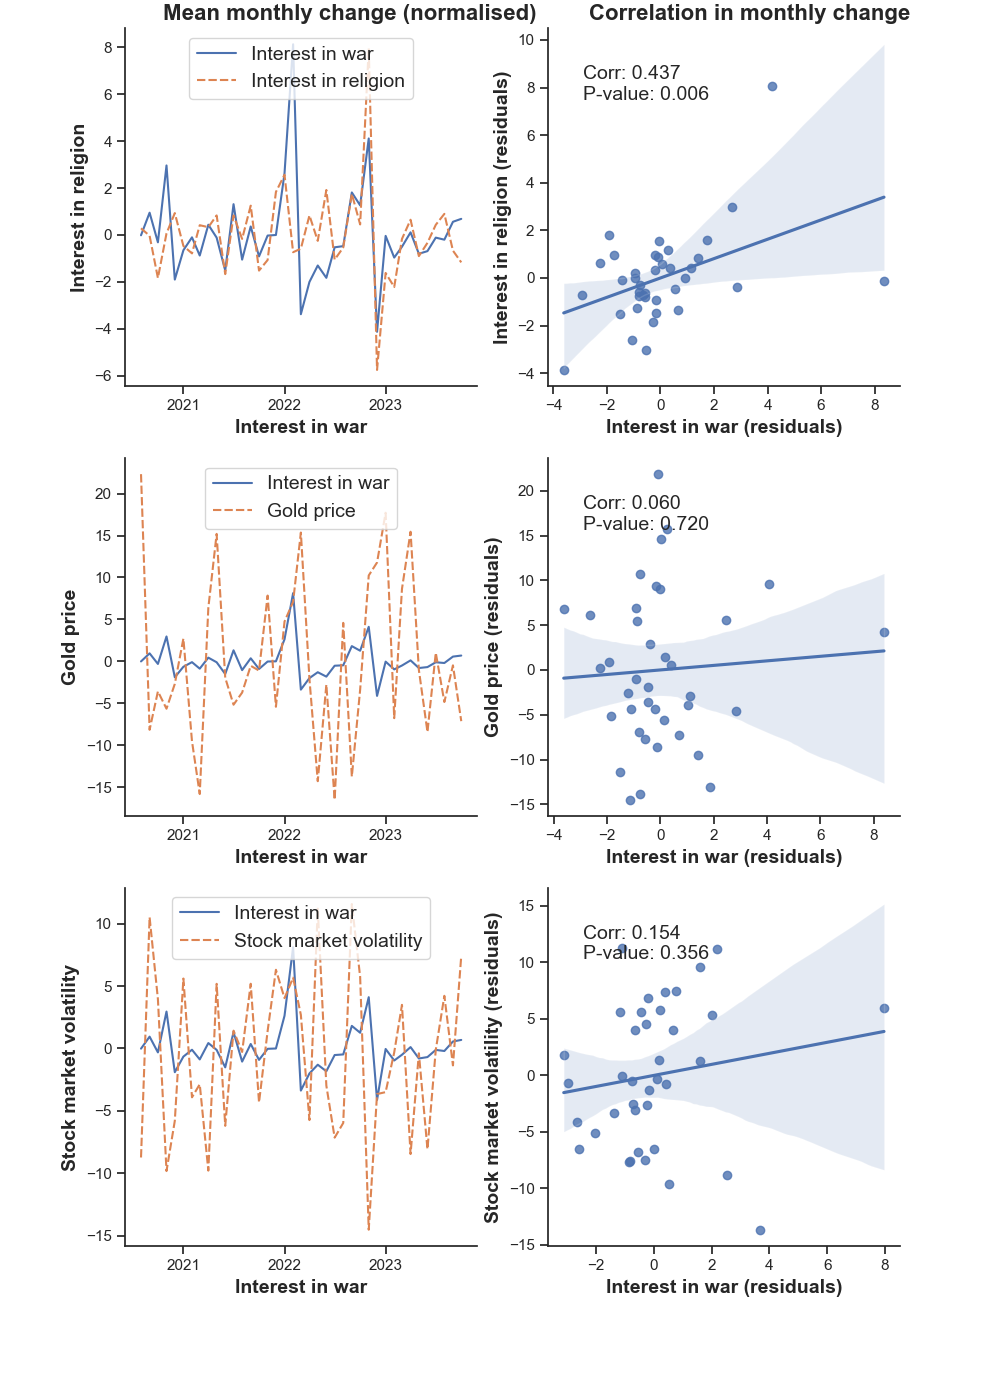 Mean monthly change (normalised)
Correlation in monthly change
Interest in religion
8
6
4
2
0
−2
−4
−6
Interest in war
Interest in religion
2021
2022
2023
Interest in war
Interest in religion (residuals)
10
8
6
4
2
0
−2
−4
Corr: 0.437
P-value: 0.006
−4
−2
0
2
4
6
8
Interest in war (residuals)
Gold price
20
15
10
5
0
−5
−10
−15
Interest in war
Gold price
2021
2022
2023
Interest in war
Gold price (residuals)
20
15
10
5
0
−5
−10
−15
Corr: 0.060
P-value: 0.720
−4
−2
0
2
4
6
8
Interest in war (residuals)
Stock market volatility
10
5
0
−5
−10
−15
Interest in war
Stock market volatility
2021
2022
2023
Interest in war
Stock market volatility (residuals)
15
10
5
0
−5
−10
−15
Corr: 0.154
P-value: 0.356
−2
0
2
4
6
8
Interest in war (residuals)